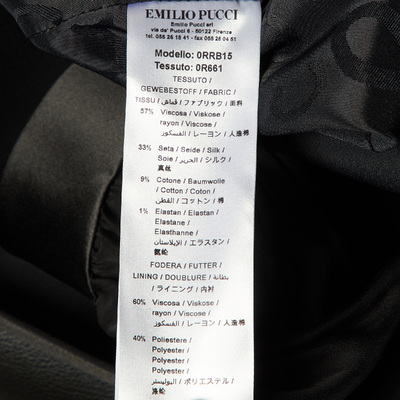 EMILIO PUCCI
Emilio Pucci srl
via de' Pucci 6 - 50122 Firenze
tel. 055 26 18 41 - fax 055 28 04 51
Modello: 0RRB15
Tessuto: 0R661
TESSUTO /
GEWEBESTOFF / FABRIC /
TISSU / قماش / ファブリック / 面料
57% Viscosa / Viskose /
rayon / Viscose /
الفسكوز / レーヨン / 人造棉
33% Seta / Seide / Silk /
Soie / الحرير / シルク /
真丝
9% Cotone / Baumwolle
/ Cotton / Coton /
القطن / コットン / 棉
1% Elastan / Elastan /
Elastane /
Elasthanne /
الإيلاستان / エラスタン /
氨纶
FODERA / FUTTER /
LINING / DOUBLURE / بطانة
/ ライニング / 内衬
60% Viscosa / Viskose /
rayon / Viscose /
الفسكوز / レーヨン / 人造棉
40% Poliestere /
Polyester /
Polyester /
Polyester /
البوليستر / ポリエステル /